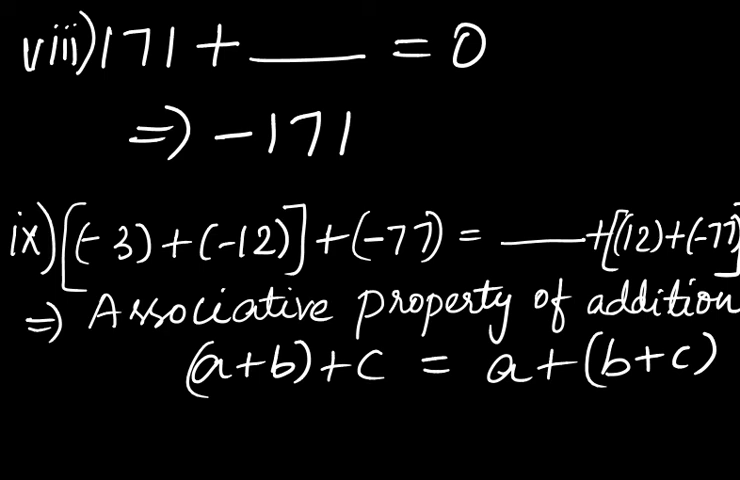 viii) 171 + ____ = 0
=> -171
ix) [(-3) + (-12)] + (-77) = ____ + [(12) + (-77)]
=> Associative property of addition
(a+b)+c = a+(b+c)